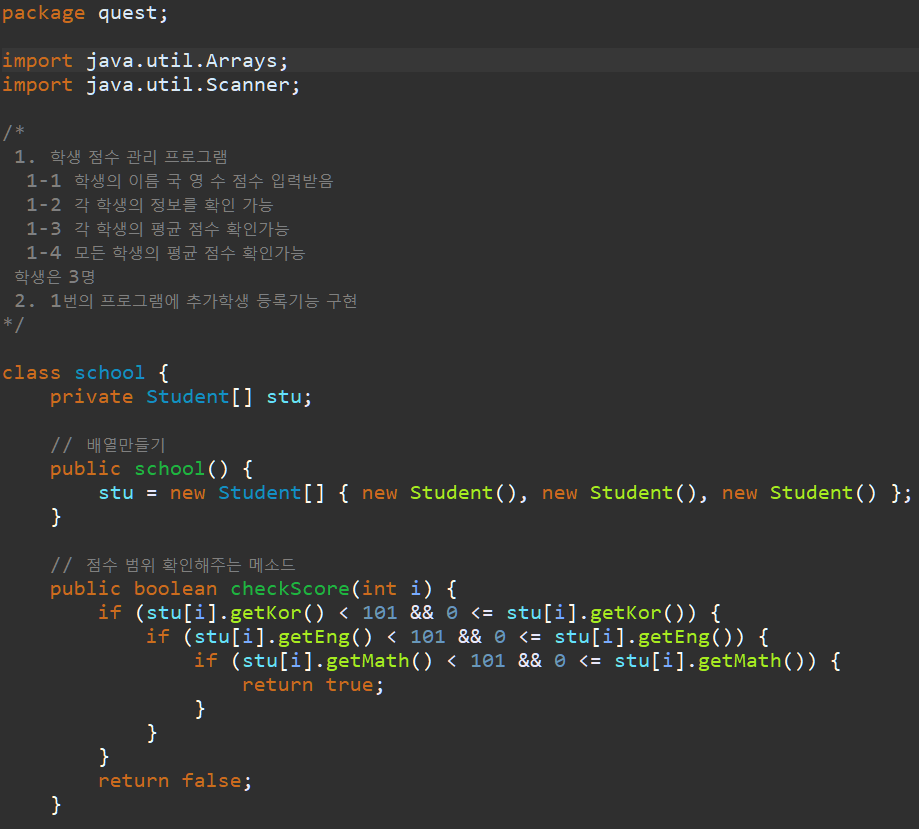 package quest;
import java.util.Arrays;
import java.util.Scanner;
/*
 1. 학생 점수 관리 프로그램
  1-1 학생의 이름 국 영 수 점수 입력받음
  1-2 각 학생의 정보를 확인 가능
  1-3 각 학생의 평균 점수 확인가능
  1-4 모든 학생의 평균 점수 확인가능
 학생은 3명
 2. 1번의 프로그램에 추가학생 등록기능 구현
*/
class school {
    private Student[] stu;
    // 배열만들기
    public school() {
        stu = new Student[] { new Student(), new Student(), new Student() };
    }
    // 점수 범위 확인해주는 메소드
    public boolean checkScore(int i) {
        if (stu[i].getKor() < 101 && 0 <= stu[i].getKor()) {
            if (stu[i].getEng() < 101 && 0 <= stu[i].getEng()) {
                if (stu[i].getMath() < 101 && 0 <= stu[i].getMath()) {
                    return true;
                }
            }
        }
        return false;
    }